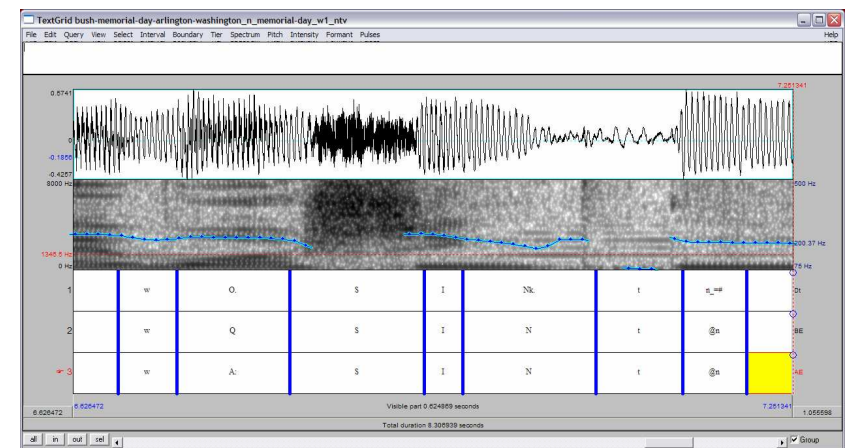 TextGrid bush-memorial-day-arlington-washington_n_memorial-day_w1_ntv
File Edit Query View Select Interval Boundary Tier Spectrum Pitch Intensity Formant Pulses Help
7.251341
0.5741
0
-0.1856
-0.4257
8000 Hz 500 Hz
200.37 Hz
1346.5 Hz
0 Hz 75 Hz
1 w O. S I Nk. t n_=# Dt
2 w Q S I N t @n BE
3 w A: S I N t @n AE
6.626472 6.626472 Visible part 0.624869 seconds 7.251341 1.055598
Total duration 8.306939 seconds
all in out sel Group